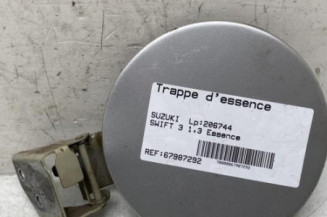 Trappe d'essence
SUZUKI Lp:206744
SWIFT 3 1.3 Essence
REF:67987292